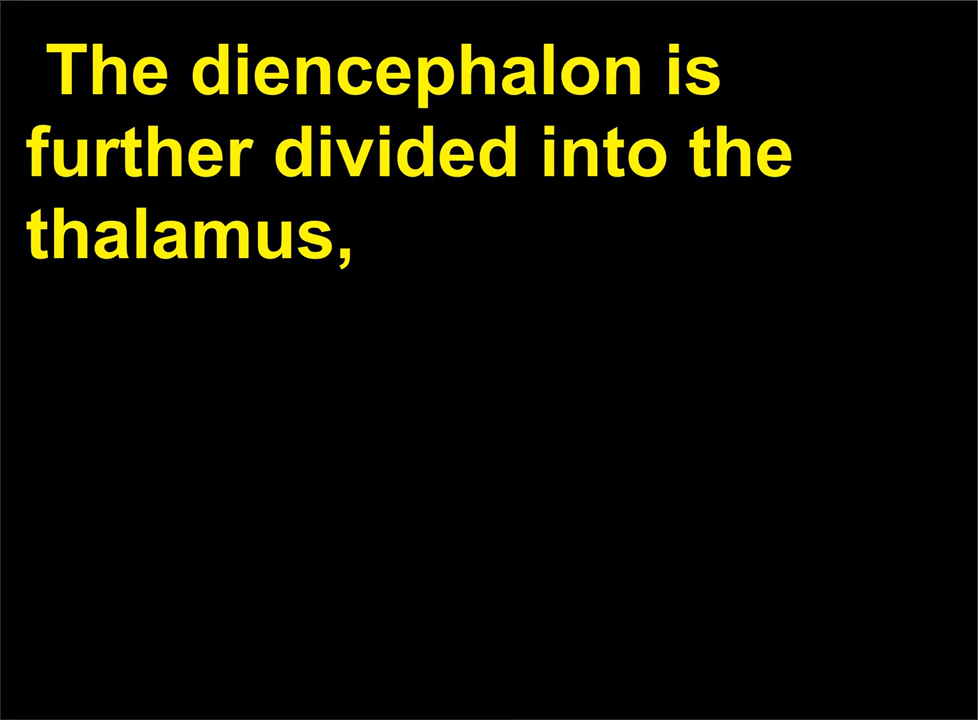 The diencephalon is
further divided into the
thalamus,